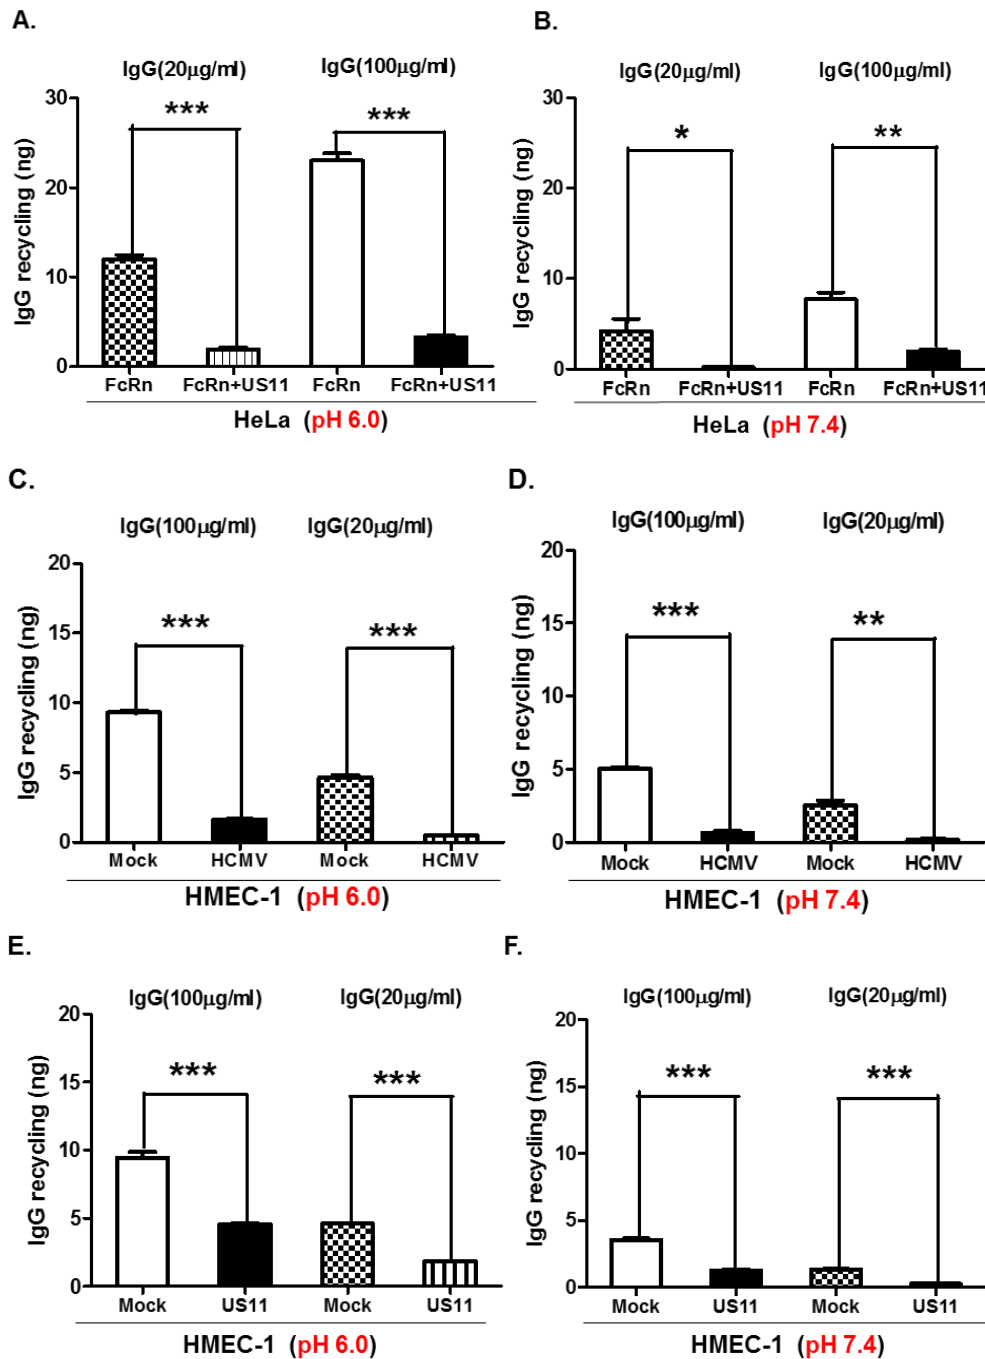 A.
IgG(20μg/ml) IgG(100μg/ml)
IgG recycling (ng)
30
20
10
0
*** ***
FcRn FcRn+US11 FcRn FcRn+US11
HeLa (pH 6.0)
B.
IgG(20μg/ml) IgG(100μg/ml)
IgG recycling (ng)
30
20
10
0
* **
FcRn FcRn+US11 FcRn FcRn+US11
HeLa (pH 7.4)
C.
IgG(100μg/ml) IgG(20μg/ml)
IgG recycling (ng)
20
15
10
5
0
*** ***
Mock HCMV Mock HCMV
HMEC-1 (pH 6.0)
D.
IgG(100μg/ml) IgG(20μg/ml)
IgG recycling (ng)
20
15
10
5
0
*** **
Mock HCMV Mock HCMV
HMEC-1 (pH 7.4)
E.
IgG(100μg/ml) IgG(20μg/ml)
IgG recycling (ng)
20
15
10
5
0
*** ***
Mock US11 Mock US11
HMEC-1 (pH 6.0)
F.
IgG(100μg/ml) IgG(20μg/ml)
IgG recycling (ng)
20
15
10
5
0
*** ***
Mock US11 Mock US11
HMEC-1 (pH 7.4)